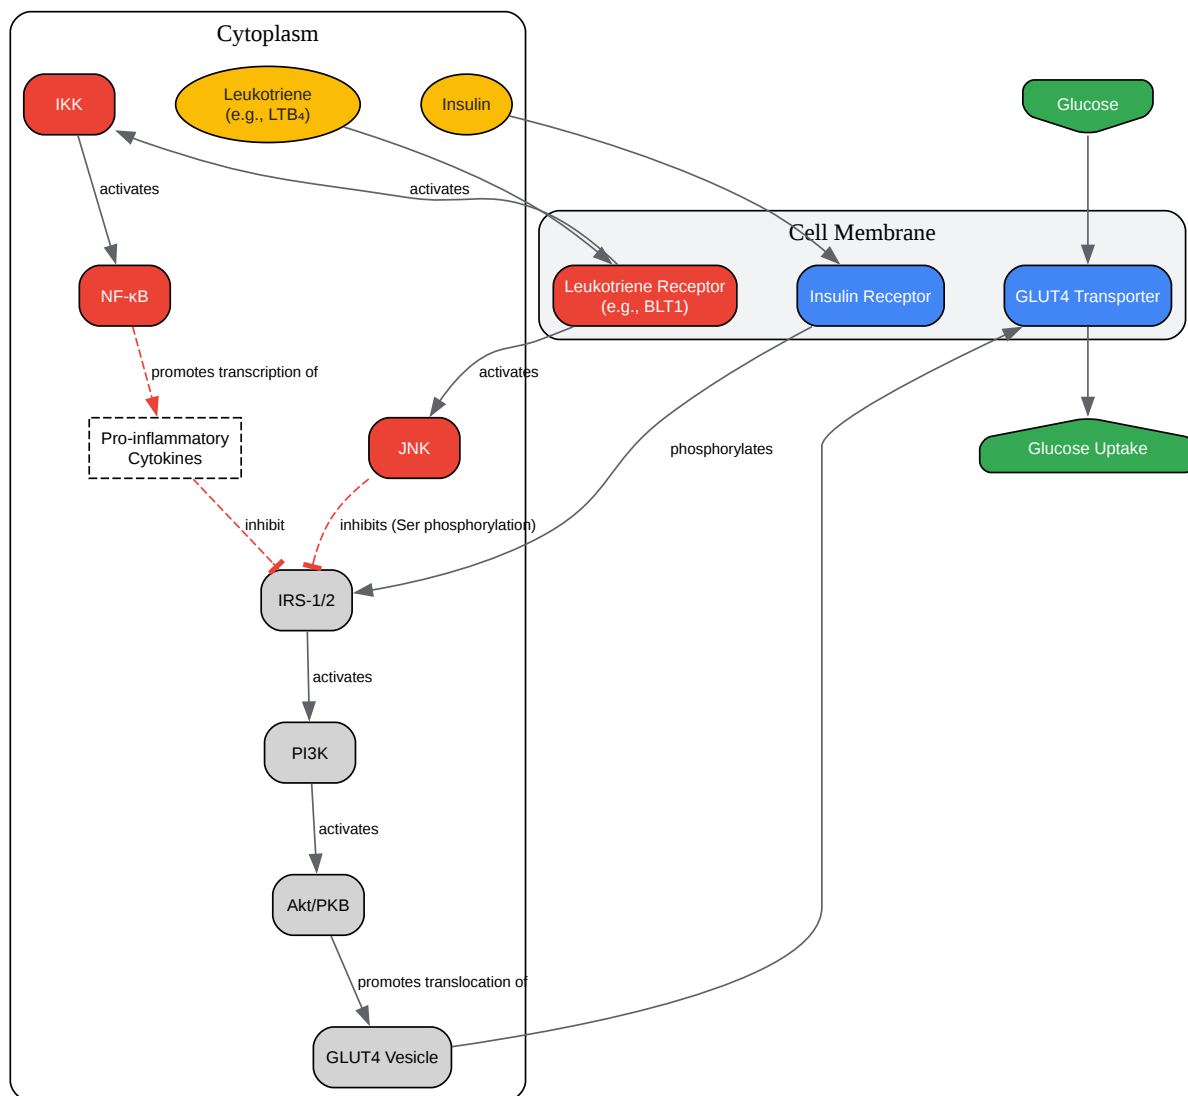 Cytoplasm
IKK
Leukotriene
(e.g., LTB₄)
Insulin
Glucose
activates
activates
Cell Membrane
NF-κB
Leukotriene Receptor
(e.g., BLT1)
Insulin Receptor
GLUT4 Transporter
promotes transcription of
activates
Pro-inflammatory
Cytokines
JNK
phosphorylates
Glucose Uptake
inhibit
inhibits (Ser phosphorylation)
IRS-1/2
activates
PI3K
activates
Akt/PKB
promotes translocation of
GLUT4 Vesicle